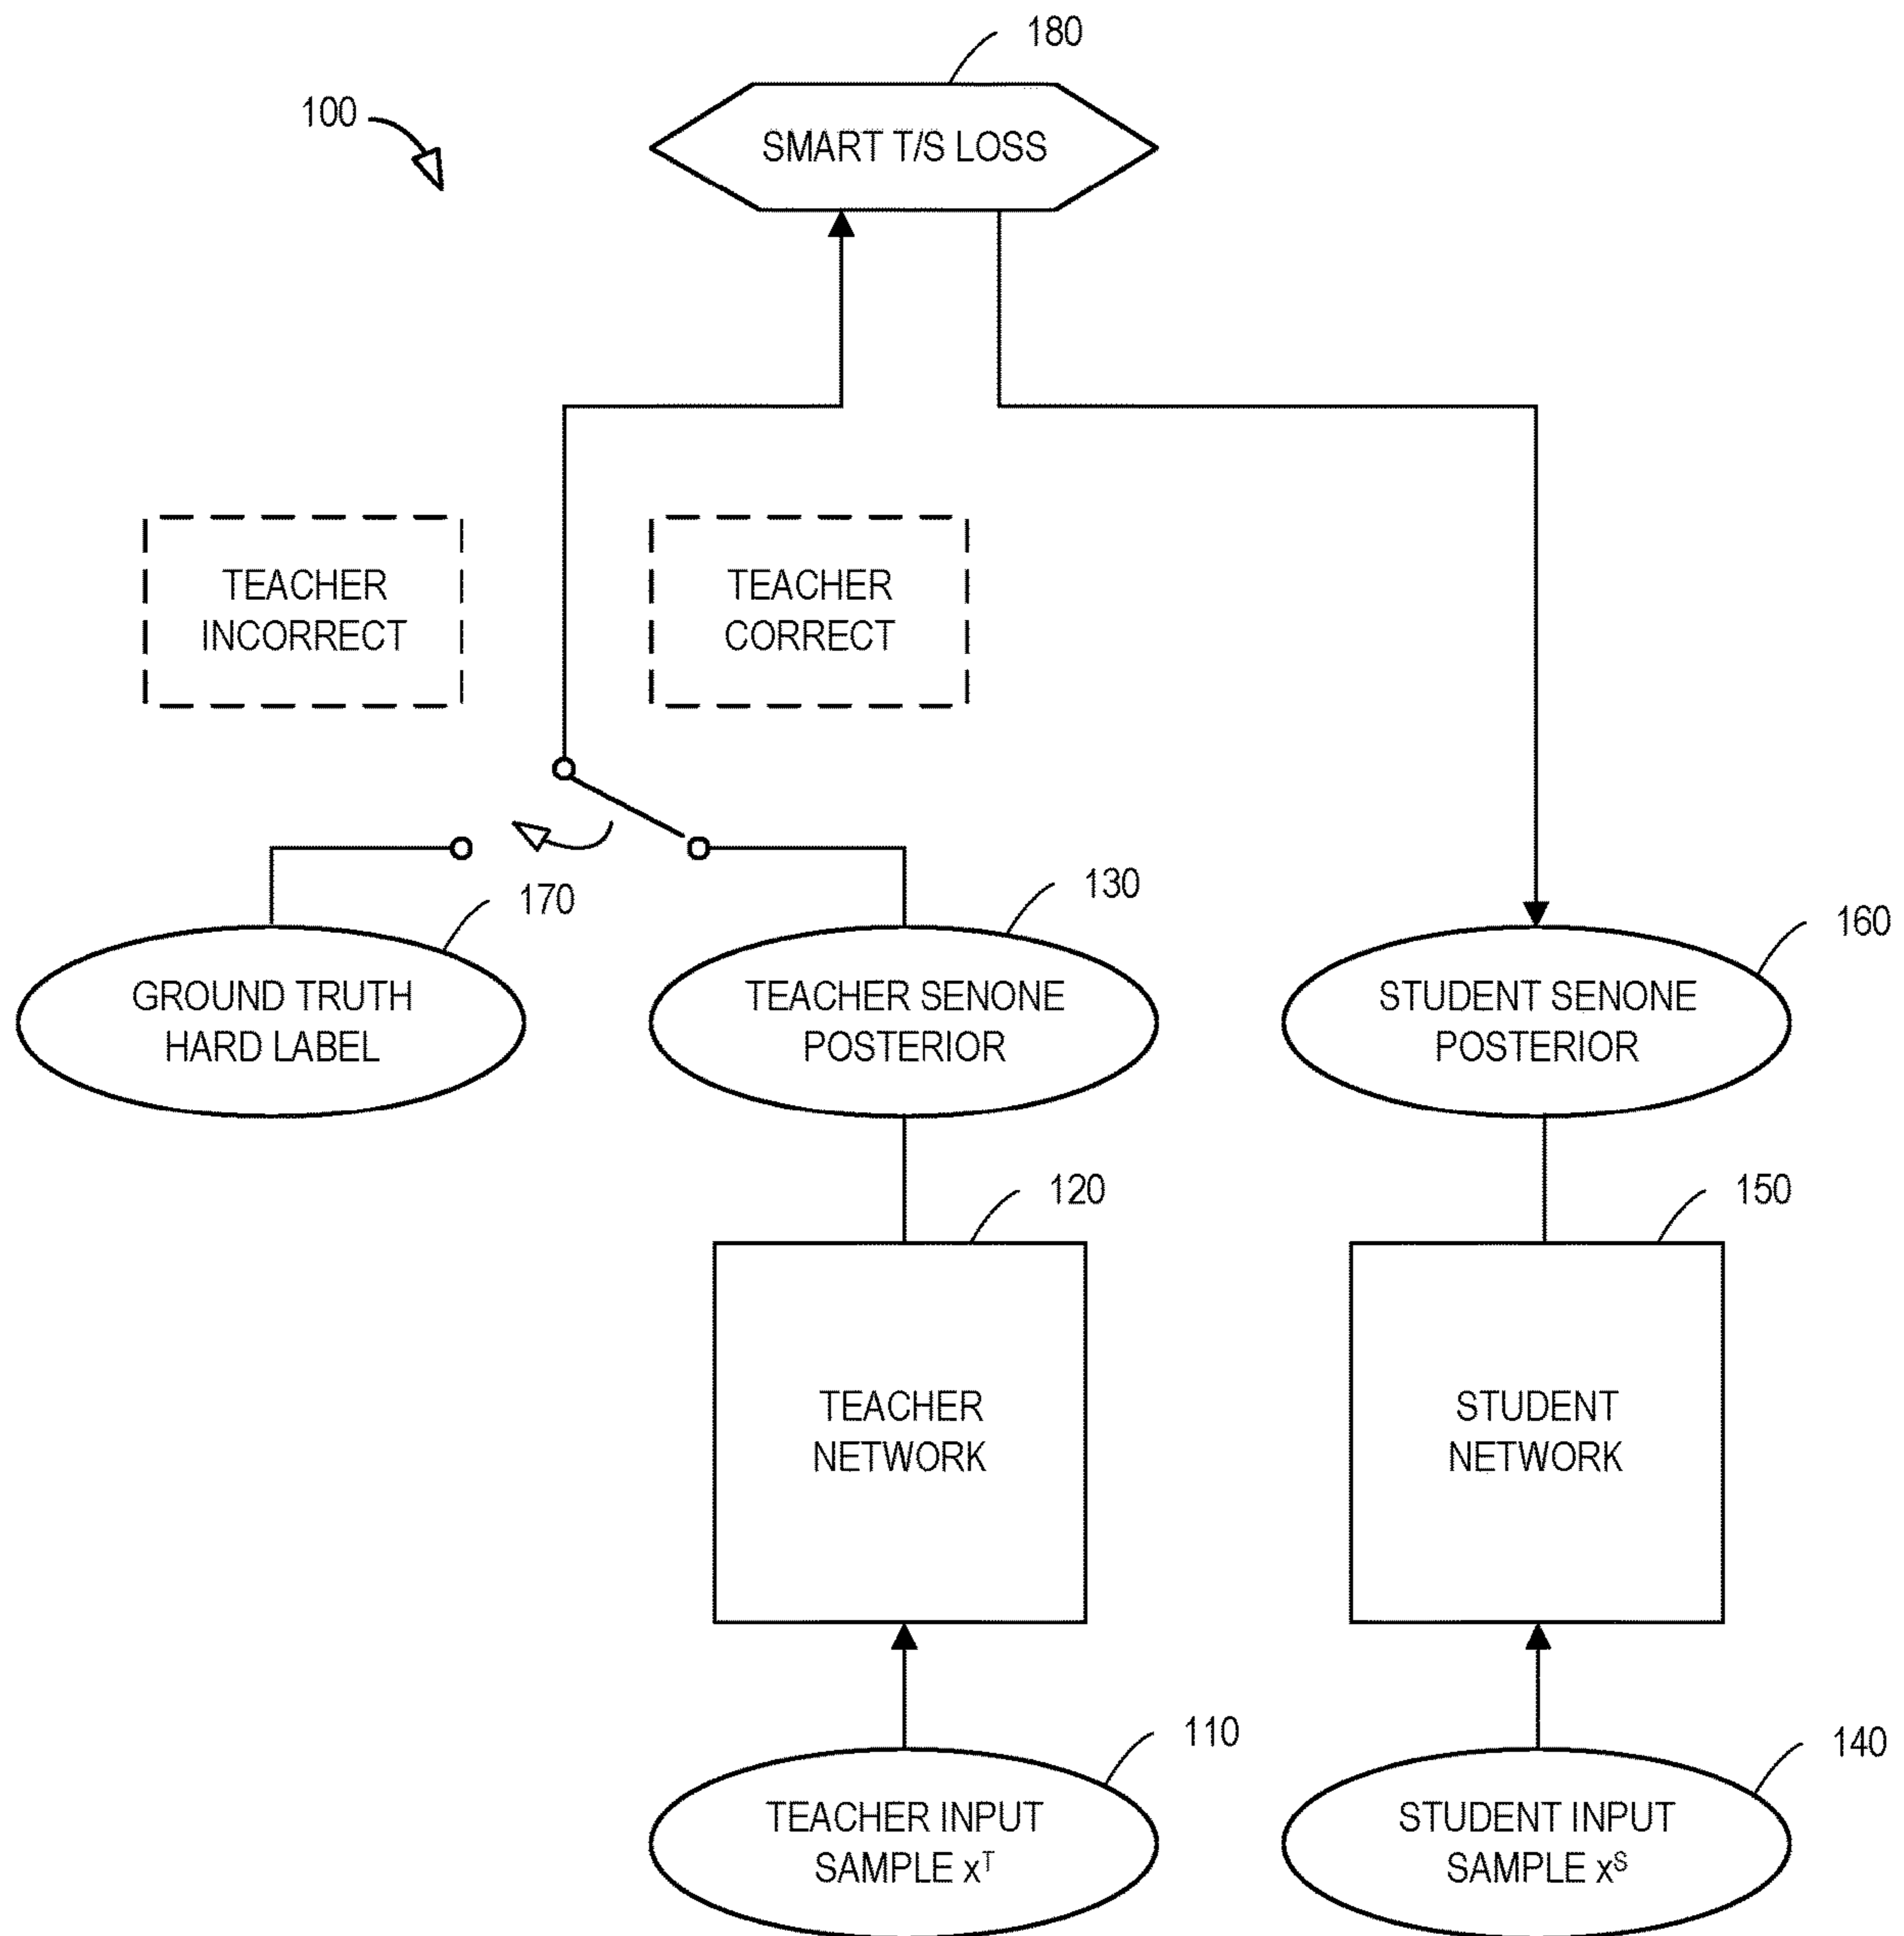 180
100
SMART T/S LOSS
TEACHER
INCORRECT
TEACHER
CORRECT
170
130
160
GROUND TRUTH
HARD LABEL
TEACHER SENONE
POSTERIOR
STUDENT SENONE
POSTERIOR
120
150
TEACHER
NETWORK
STUDENT
NETWORK
110
140
TEACHER INPUT
SAMPLE xᵀ
STUDENT INPUT
SAMPLE xˢ